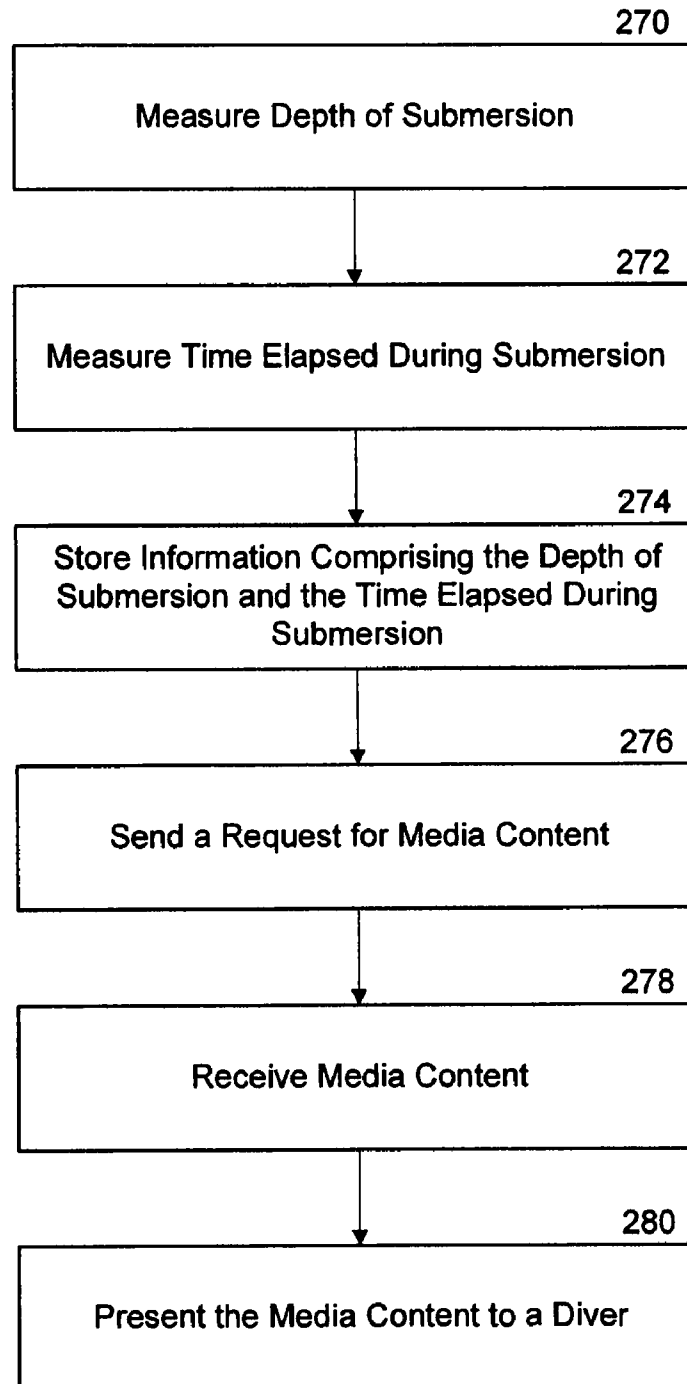 270
Measure Depth of Submersion
272
Measure Time Elapsed During Submersion
274
Store Information Comprising the Depth of
Submersion and the Time Elapsed During
Submersion
276
Send a Request for Media Content
278
Receive Media Content
280
Present the Media Content to a Diver